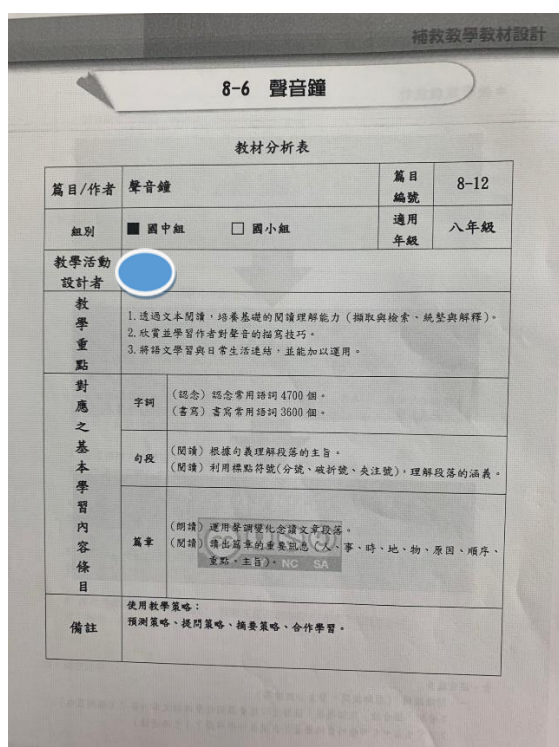 補救教學教材設計
8-6 聲音鐘
教材分析表
篇目/作者 聲音鐘 篇目編號 8-12
組別 ■ 國中組 □ 國小組 適用年級 八年級
教學活動設計者
教學重點
1.透過文本閱讀,培養基礎的閱讀理解能力(擷取與檢索、統整與解釋)。
2.欣賞並學習作者對聲音的描寫技巧。
3.將語文學習與日常生活連結,並能加以運用。
對應之基本學習內容條目
字詞
(認念)認念常用語詞 4700 個。
(書寫)書寫常用語詞 3600 個。
句段
(閱讀)根據句義理解段落的主旨。
(閱讀)利用標點符號(分號、破折號、夾注號),理解段落的涵義。
篇章
(朗讀)運用聲調變化念讀文章段落。
(閱讀)讀出篇章的重要訊息(人、事、時、地、物、原因、順序、
重點、主旨)。
備註
使用教學策略:
預測策略、提問策略、摘要策略、合作學習。
NC SA